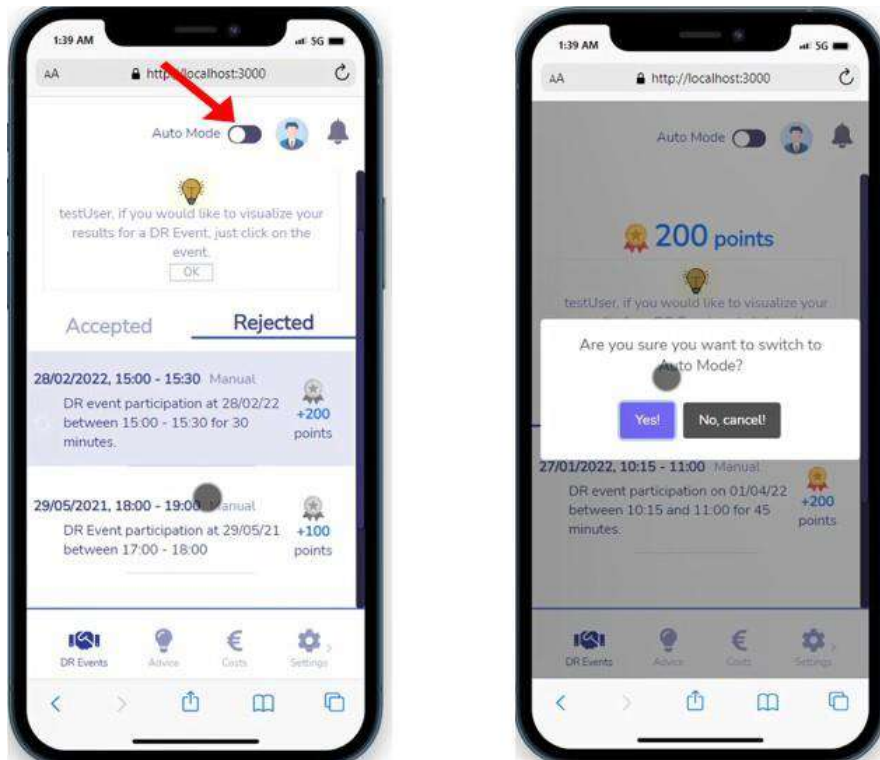 1:39 AM
5G
AA
http://localhost:3000
Auto Mode
testUser, if you would like to visualize your
results for a DR Event, just click on the
event.
OK
Accepted
Rejected
28/02/2022, 15:00 - 15:30 Manual
DR event participation at 28/02/22
between 15:00 - 15:30 for 30
minutes.
+200
points
29/05/2021, 18:00 - 19:00 Manual
DR Event participation at 29/05/21
between 17:00 - 18:00
+100
points
DR Events
Advice
€
Costs
Settings
1:39 AM
5G
AA
http://localhost:3000
Auto Mode
200 points
testUser, if you would like to visualize your
Are you sure you want to switch to
Auto Mode?
Yes!
No, cancel!
27/01/2022, 10:15 - 11:00 Manual
DR event participation on 01/04/22
between 10:15 and 11:00 for 45
minutes.
+200
points
DR Events
Advice
€
Costs
Settings